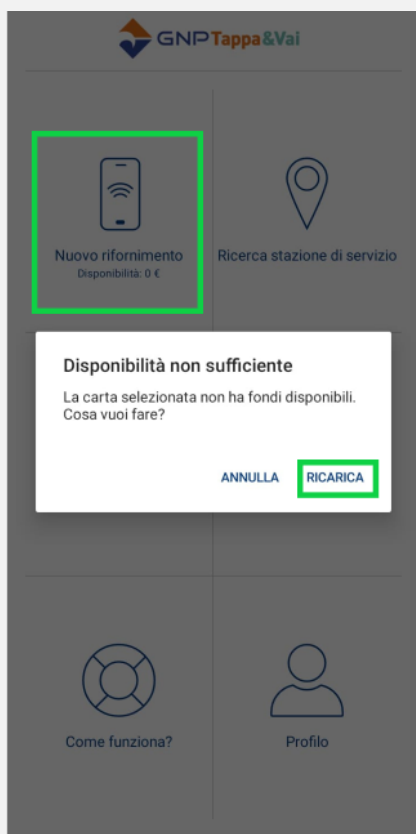 GNP Tappa&Vai
Nuovo rifornimento
Disponibilità: 0 €
Ricerca stazione di servizio
Disponibilità non sufficiente
La carta selezionata non ha fondi disponibili.
Cosa vuoi fare?
ANNULLA RICARICA
Come funziona?
Profilo